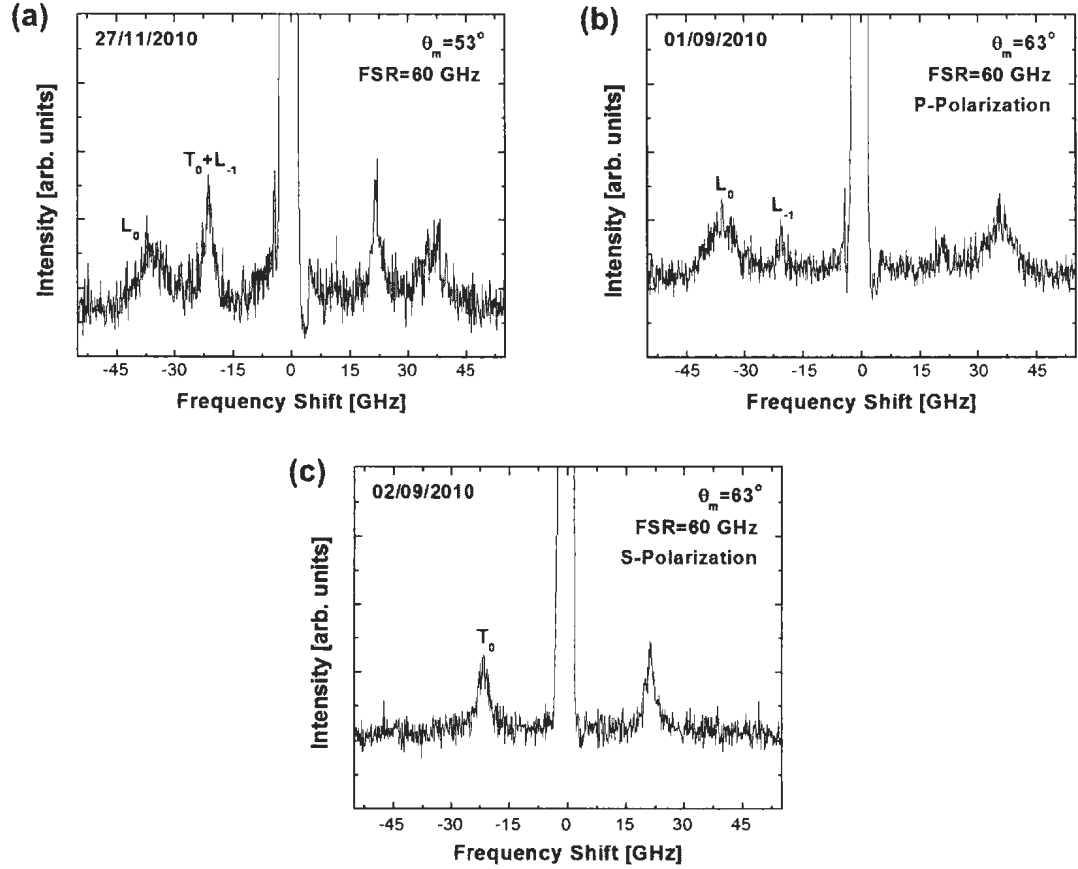 (a)
27/11/2010
θm=53°
FSR=60 GHz
T0+L-1
L0
Intensity [arb. units]
-45 -30 -15 0 15 30 45
Frequency Shift [GHz]
(b)
01/09/2010
θm=63°
FSR=60 GHz
P-Polarization
L0
L-1
Intensity [arb. units]
-45 -30 -15 0 15 30 45
Frequency Shift [GHz]
(c)
02/09/2010
θm=63°
FSR=60 GHz
S-Polarization
T0
Intensity [arb. units]
-45 -30 -15 0 15 30 45
Frequency Shift [GHz]